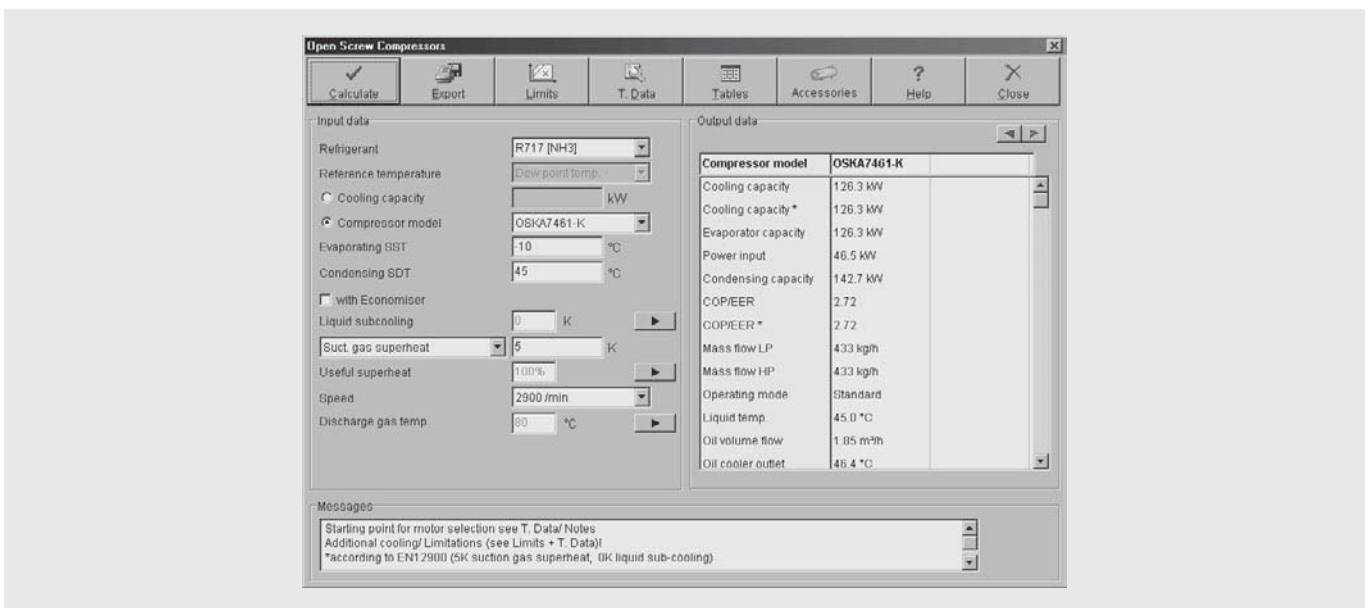 Open Screw Compressors
Calculate
Export
Limits
T. Data
Tables
Accessories
Help
Close
Input data
Refrigerant R717 [NH3]
Reference temperature Dew point temp.
Cooling capacity kW
Compressor model OSKA7461-K
Evaporating SST -10 °C
Condensing SDT 45 °C
with Economiser
Liquid subcooling 0 K
Suct. gas superheat 5 K
Useful superheat 100%
Speed 2900 /min
Discharge gas temp. 80 °C
Output data
Compressor model OSKA7461-K
Cooling capacity 126.3 kW
Cooling capacity * 126.3 kW
Evaporator capacity 126.3 kW
Power input 46.5 kW
Condensing capacity 142.7 kW
COP/EER 2.72
COP/EER * 2.72
Mass flow LP 433 kg/h
Mass flow HP 433 kg/h
Operating mode Standard
Liquid temp. 45.0 °C
Oil volume flow 1.85 m³/h
Oil cooler outlet 46.4 °C
Messages
Starting point for motor selection see T. Data/ Notes
Additional cooling/ Limitations (see Limits + T. Data)!
*according to EN12900 (5K suction gas superheat, 0K liquid sub-cooling)